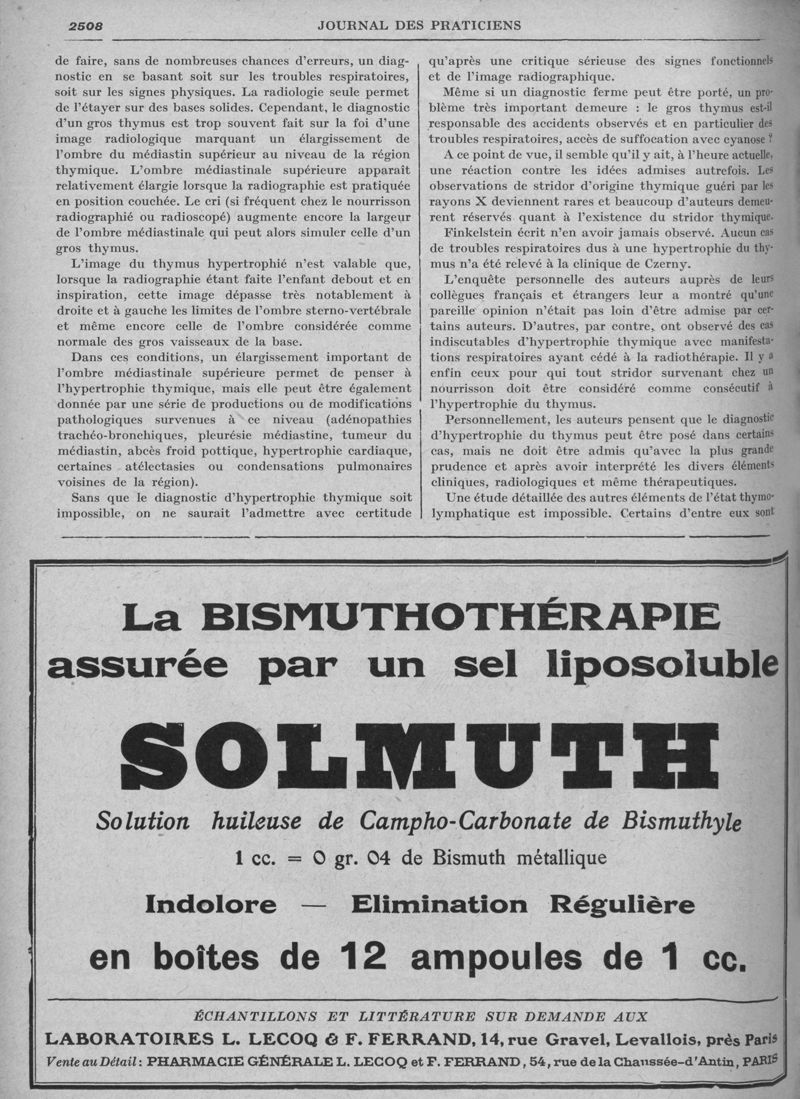 2508
JOURNAL DES PRATICIENS
de faire, sans de nombreuses chances d'erreurs, un diag-
nostic en se basant soit sur les troubles respiratoires,
soit sur les signes physiques. La radiologie seule permet
de l'étayer sur des bases solides. Cependant, le diagnostic
d'un gros thymus est trop souvent fait sur la foi d'une
image radiologique marquant un élargissement de
l'ombre du médiastin supérieur au niveau de la région
thymique. L'ombre médiastinale supérieure apparaît
relativement élargie lorsque la radiographie est pratiquée
en position couchée. Le cri (si fréquent chez le nourrisson
radiographié ou radioscopé) augmente encore la largeur
de l'ombre médiastinale qui peut alors simuler celle d'un
gros thymus.
L'image du thymus hypertrophié n'est valable que,
lorsque la radiographie étant faite l'enfant debout et en
inspiration, cette image dépasse très notablement à
droite et à gauche les limites de l'ombre sterno-vertébrale
et même encore celle de l'ombre considérée comme
normale des gros vaisseaux de la base.
Dans ces conditions, un élargissement important de
l'ombre médiastinale supérieure permet de penser à
l'hypertrophie thymique, mais elle peut être également
donnée par une série de productions ou de modifications
pathologiques survenues à ce niveau (adénopathies
trachéo-bronchiques, pleurésie médiastine, tumeur du
médiastin, abcès froid pottique, hypertrophie cardiaque,
certaines atélectasies ou condensations pulmonaires
voisines de la région).
Sans que le diagnostic d'hypertrophie thymique soit
impossible, on ne saurait l'admettre avec certitude
qu'après une critique sérieuse des signes fonctionnels
et de l'image radiographique.
Même si un diagnostic ferme peut être porté, un pro-
blème très important demeure : le gros thymus est-il
responsable des accidents observés et en particulier des
troubles respiratoires, accès de suffocation avec cyanose ?
A ce point de vue, il semble qu'il y ait, à l'heure actuelle,
une réaction contre les idées admises autrefois. Les
observations de stridor d'origine thymique guéri par les
rayons X deviennent rares et beaucoup d'auteurs demeu-
rent réservés quant à l'existence du stridor thymique.
Finkelstein écrit n'en avoir jamais observé. Aucun cas
de troubles respiratoires dus à une hypertrophie du thy-
mus n'a été relevé à la clinique de Czerny.
L'enquête personnelle des auteurs auprès de leurs
collègues français et étrangers leur a montré qu'une
pareille opinion n'était pas loin d'être admise par cer-
tains auteurs. D'autres, par contre, ont observé des cas
indiscutables d'hypertrophie thymique avec manifesta-
tions respiratoires ayant cédé à la radiothérapie. Il y a
enfin ceux pour qui tout stridor survenant chez un
nourrisson doit être considéré comme consécutif à
l'hypertrophie du thymus.
Personnellement, les auteurs pensent que le diagnostic
d'hypertrophie du thymus peut être posé dans certains
cas, mais ne doit être admis qu'avec la plus grande
prudence et après avoir interprété les divers éléments
cliniques, radiologiques et même thérapeutiques.
Une étude détaillée des autres éléments de l'état thymo-
lymphatique est impossible. Certains d'entre eux sont
La BISMUTHOTHÉRAPIE
assurée par un sel liposoluble
SOLMUTH
Solution huileuse de Campho-Carbonate de Bismuthyle
1 cc. = 0 gr. 04 de Bismuth métallique
Indolore — Elimination Régulière
en boîtes de 12 ampoules de 1 cc.
ÉCHANTILLONS ET LITTÉRATURE SUR DEMANDE AUX
LABORATOIRES L. LECOQ & F. FERRAND, 14, rue Gravel, Levallois, près Paris
Vente au Détail : PHARMACIE GÉNÉRALE L. LECOQ et F. FERRAND, 54, rue de la Chaussée-d'Antin, PARIS